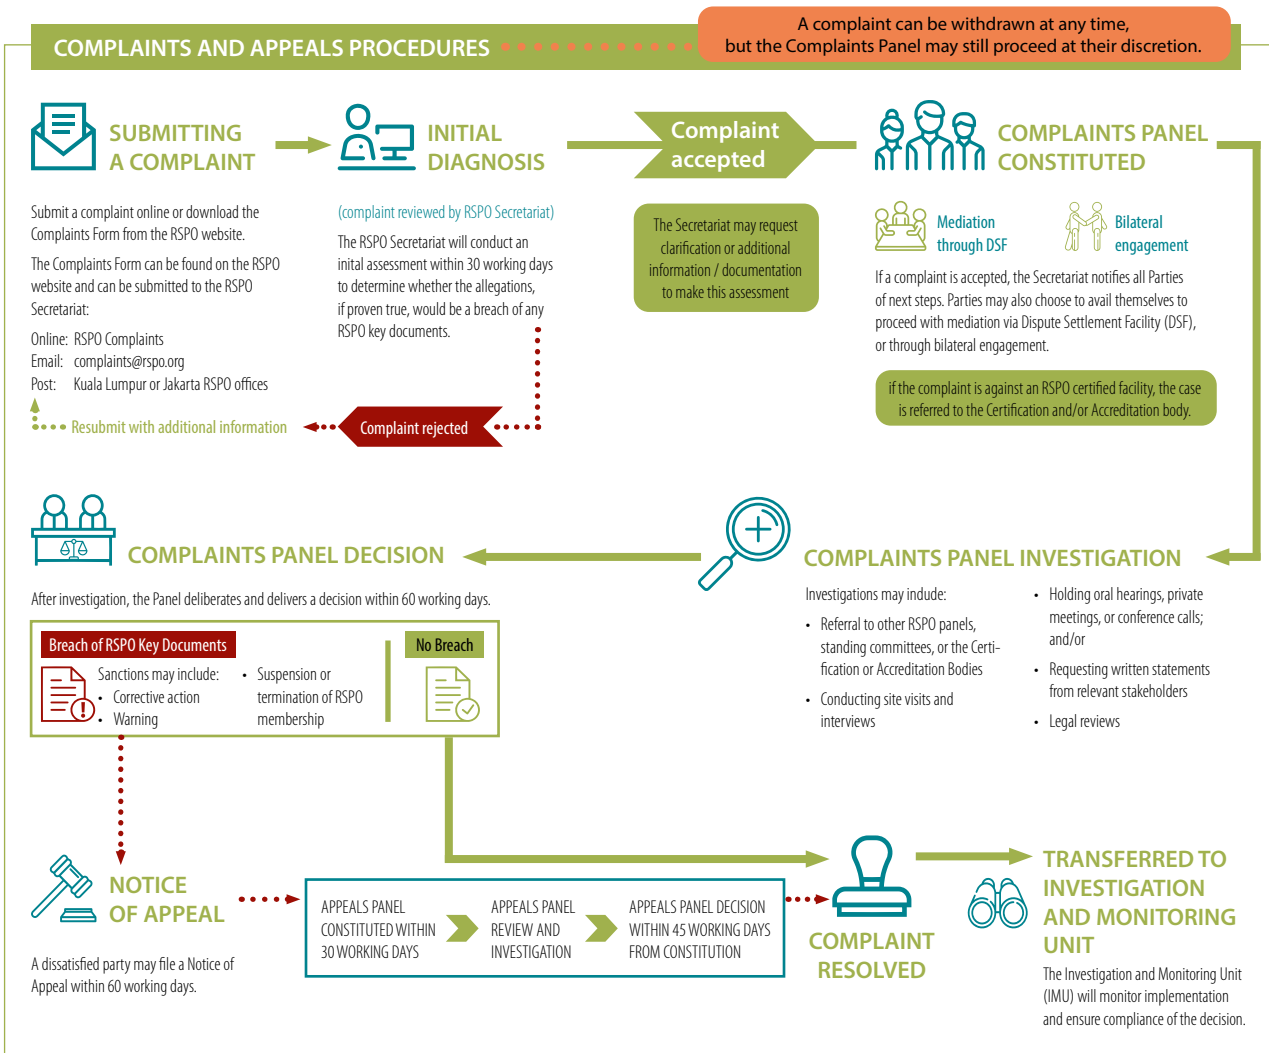 COMPLAINTS AND APPEALS PROCEDURES
A complaint can be withdrawn at any time,
but the Complaints Panel may still proceed at their discretion.
SUBMITTING
A COMPLAINT
Submit a complaint online or download the
Complaints Form from the RSPO website.
The Complaints Form can be found on the RSPO
website and can be submitted to the RSPO
Secretariat:
Online: RSPO Complaints
Email: complaints@rspo.org
Post: Kuala Lumpur or Jakarta RSPO offices
Resubmit with additional information
INITIAL
DIAGNOSIS
(complaint reviewed by RSPO Secretariat)
The RSPO Secretariat will conduct an
inital assessment within 30 working days
to determine whether the allegations,
if proven true, would be a breach of any
RSPO key documents.
Complaint rejected
Complaint
accepted
The Secretariat may request
clarification or additional
information / documentation
to make this assessment
COMPLAINTS PANEL
CONSTITUTED
Mediation
through DSF
Bilateral
engagement
If a complaint is accepted, the Secretariat notifies all Parties
of next steps. Parties may also choose to avail themselves to
proceed with mediation via Dispute Settlement Facility (DSF),
or through bilateral engagement.
if the complaint is against an RSPO certified facility, the case
is referred to the Certification and/or Accreditation body.
COMPLAINTS PANEL INVESTIGATION
Investigations may include:
• Referral to other RSPO panels,
standing committees, or the Certi-
fication or Accreditation Bodies
• Conducting site visits and
interviews
• Holding oral hearings, private
meetings, or conference calls;
and/or
• Requesting written statements
from relevant stakeholders
• Legal reviews
COMPLAINTS PANEL DECISION
After investigation, the Panel deliberates and delivers a decision within 60 working days.
Breach of RSPO Key Documents
Sanctions may include:
• Corrective action
• Warning
• Suspension or
termination of RSPO
membership
No Breach
NOTICE
OF APPEAL
A dissatisfied party may file a Notice of
Appeal within 60 working days.
APPEALS PANEL
CONSTITUTED WITHIN
30 WORKING DAYS
APPEALS PANEL
REVIEW AND
INVESTIGATION
APPEALS PANEL DECISION
WITHIN 45 WORKING DAYS
FROM CONSTITUTION
COMPLAINT
RESOLVED
TRANSFERRED TO
INVESTIGATION
AND MONITORING
UNIT
The Investigation and Monitoring Unit
(IMU) will monitor implementation
and ensure compliance of the decision.